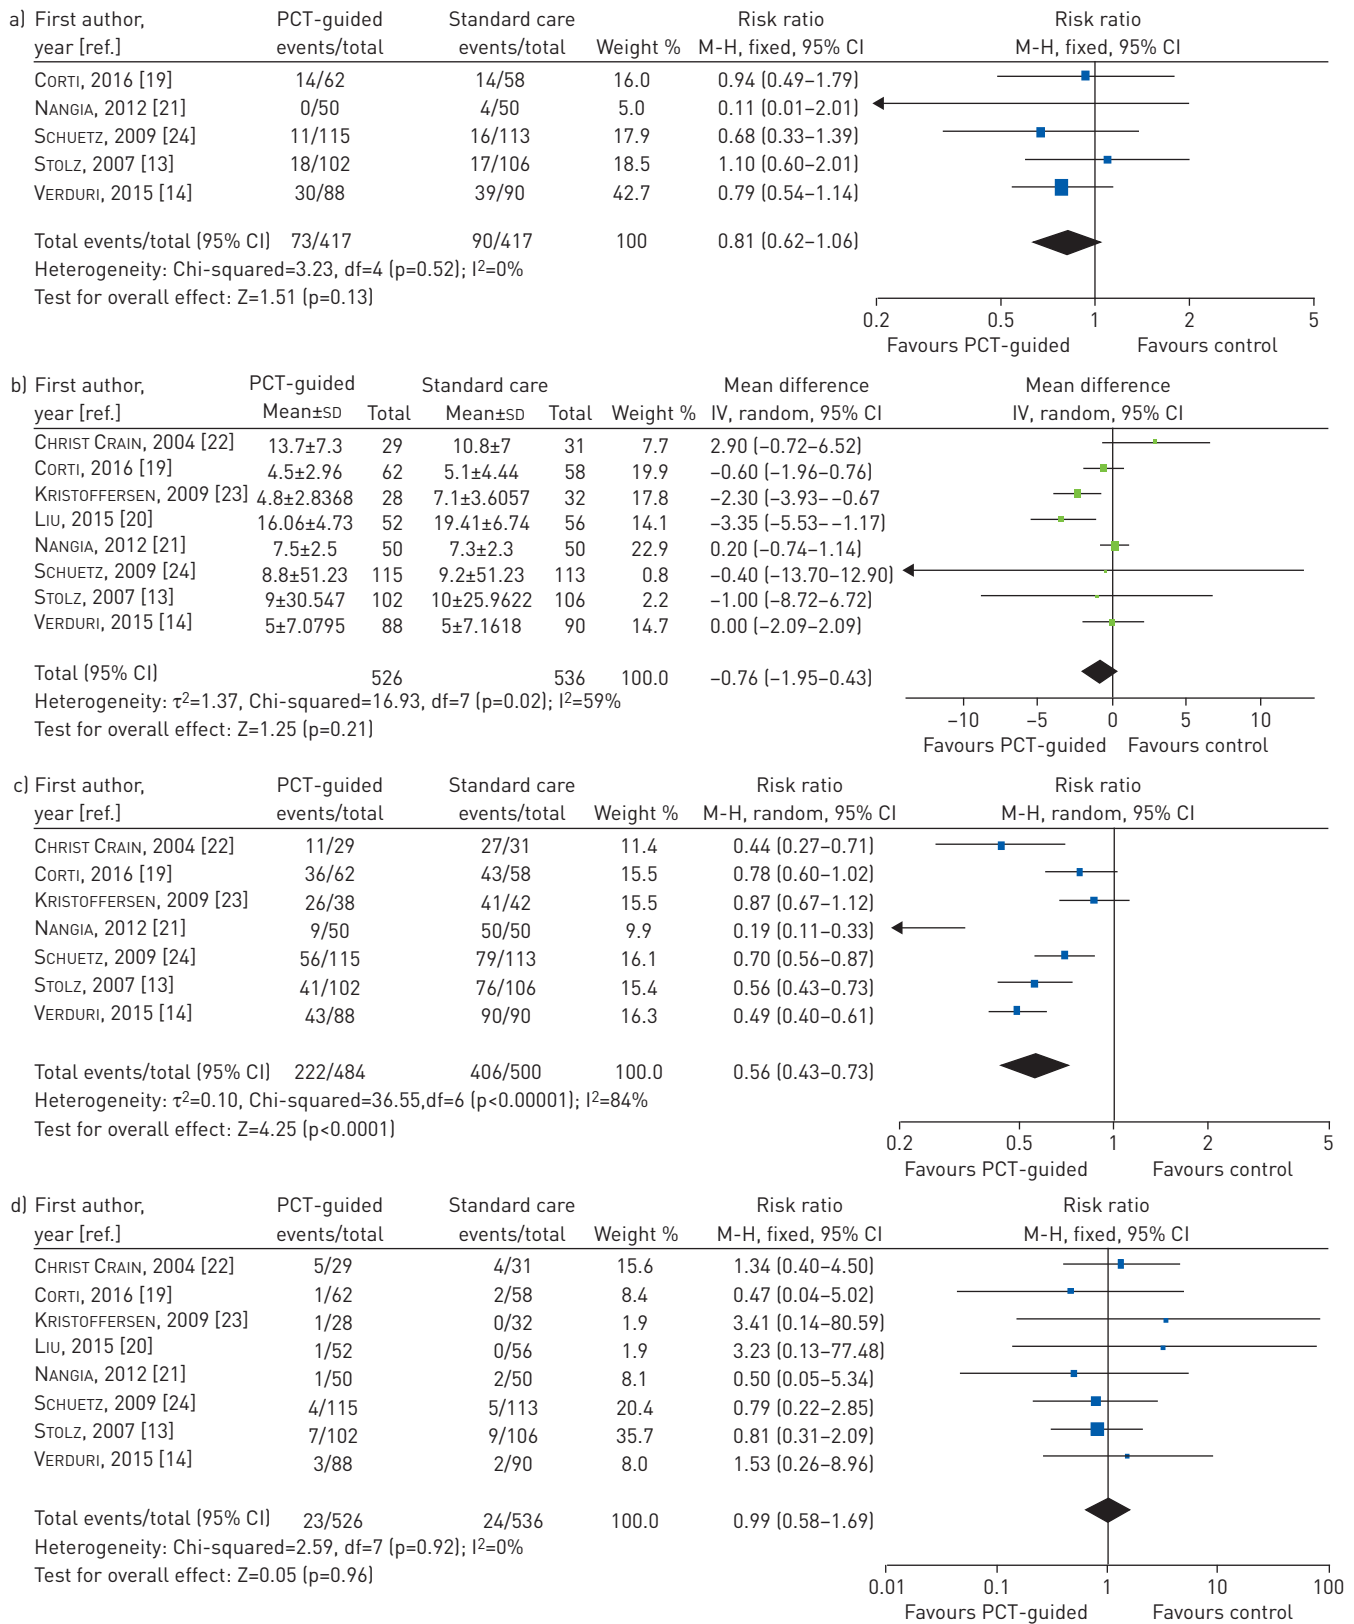 a) First author, PCT-guided Standard care Risk ratio Risk ratio
year [ref.] events/total events/total Weight % M-H, fixed, 95% CI M-H, fixed, 95% CI
CORTI, 2016 [19] 14/62 14/58 16.0 0.94 (0.49–1.79)
NANGIA, 2012 [21] 0/50 4/50 5.0 0.11 (0.01–2.01)
SCHUETZ, 2009 [24] 11/115 16/113 17.9 0.68 (0.33–1.39)
STOLZ, 2007 [13] 18/102 17/106 18.5 1.10 (0.60–2.01)
VERDURI, 2015 [14] 30/88 39/90 42.7 0.79 (0.54–1.14)
Total events/total (95% CI) 73/417 90/417 100 0.81 (0.62–1.06)
Heterogeneity: Chi-squared=3.23, df=4 (p=0.52); I²=0%
Test for overall effect: Z=1.51 (p=0.13)
0.2 0.5 1 2 5
Favours PCT-guided Favours control
b) First author, PCT-guided Standard care Mean difference Mean difference
year [ref.] Mean±SD Total Mean±SD Total Weight % IV, random, 95% CI IV, random, 95% CI
CHRIST CRAIN, 2004 [22] 13.7±7.3 29 10.8±7 31 7.7 2.90 (–0.72–6.52)
CORTI, 2016 [19] 4.5±2.96 62 5.1±4.44 58 19.9 –0.60 (–1.96–0.76)
KRISTOFFERSEN, 2009 [23] 4.8±2.8368 28 7.1±3.6057 32 17.8 –2.30 (–3.93–-0.67
LIU, 2015 [20] 16.06±4.73 52 19.41±6.74 56 14.1 –3.35 (–5.53–-1.17)
NANGIA, 2012 [21] 7.5±2.5 50 7.3±2.3 50 22.9 0.20 (–0.74–1.14)
SCHUETZ, 2009 [24] 8.8±51.23 115 9.2±51.23 113 0.8 –0.40 (–13.70–12.90)
STOLZ, 2007 [13] 9±30.547 102 10±25.9622 106 2.2 –1.00 (–8.72–6.72)
VERDURI, 2015 [14] 5±7.0795 88 5±7.1618 90 14.7 0.00 (–2.09–2.09)
Total (95% CI) 526 536 100.0 –0.76 (–1.95–0.43)
Heterogeneity: τ²=1.37, Chi-squared=16.93, df=7 (p=0.02); I²=59%
Test for overall effect: Z=1.25 (p=0.21)
–10 –5 0 5 10
Favours PCT-guided Favours control
c) First author, PCT-guided Standard care Risk ratio Risk ratio
year [ref.] events/total events/total Weight % M-H, random, 95% CI M-H, random, 95% CI
CHRIST CRAIN, 2004 [22] 11/29 27/31 11.4 0.44 (0.27–0.71)
CORTI, 2016 [19] 36/62 43/58 15.5 0.78 (0.60–1.02)
KRISTOFFERSEN, 2009 [23] 26/38 41/42 15.5 0.87 (0.67–1.12)
NANGIA, 2012 [21] 9/50 50/50 9.9 0.19 (0.11–0.33)
SCHUETZ, 2009 [24] 56/115 79/113 16.1 0.70 (0.56–0.87)
STOLZ, 2007 [13] 41/102 76/106 15.4 0.56 (0.43–0.73)
VERDURI, 2015 [14] 43/88 90/90 16.3 0.49 (0.40–0.61)
Total events/total (95% CI) 222/484 406/500 100.0 0.56 (0.43–0.73)
Heterogeneity: τ²=0.10, Chi-squared=36.55,df=6 (p<0.00001); I²=84%
Test for overall effect: Z=4.25 (p<0.0001)
0.2 0.5 1 2 5
Favours PCT-guided Favours control
d) First author, PCT-guided Standard care Risk ratio Risk ratio
year [ref.] events/total events/total Weight % M-H, fixed, 95% CI M-H, fixed, 95% CI
CHRIST CRAIN, 2004 [22] 5/29 4/31 15.6 1.34 (0.40–4.50)
CORTI, 2016 [19] 1/62 2/58 8.4 0.47 (0.04–5.02)
KRISTOFFERSEN, 2009 [23] 1/28 0/32 1.9 3.41 (0.14–80.59)
LIU, 2015 [20] 1/52 0/56 1.9 3.23 (0.13–77.48)
NANGIA, 2012 [21] 1/50 2/50 8.1 0.50 (0.05–5.34)
SCHUETZ, 2009 [24] 4/115 5/113 20.4 0.79 (0.22–2.85)
STOLZ, 2007 [13] 7/102 9/106 35.7 0.81 (0.31–2.09)
VERDURI, 2015 [14] 3/88 2/90 8.0 1.53 (0.26–8.96)
Total events/total (95% CI) 23/526 24/536 100.0 0.99 (0.58–1.69)
Heterogeneity: Chi-squared=2.59, df=7 (p=0.92); I²=0%
Test for overall effect: Z=0.05 (p=0.96)
0.01 0.1 1 10 100
Favours PCT-guided Favours control